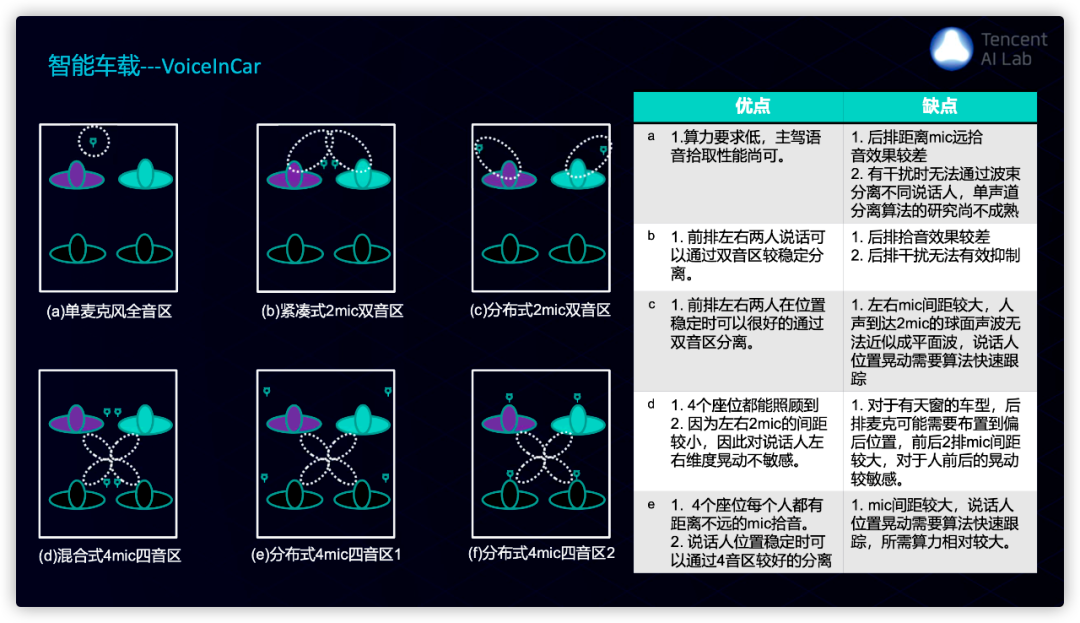 智能车载---VoiceInCar
Tencent
AI Lab
(a)单麦克风全音区
(b)紧凑式2mic双音区
(c)分布式2mic双音区
(d)混合式4mic四音区
(e)分布式4mic四音区1
(f)分布式4mic四音区2
优点
缺点
a
1.算力要求低，主驾语
音拾取性能尚可。
1. 后排距离mic远拾
音效果较差
2. 有干扰时无法通过波束
分离不同说话人，单声道
分离算法的研究尚不成熟
b
1. 前排左右两人说话可
以通过双音区较稳定分
离。
1. 后排拾音效果较差
2. 后排干扰无法有效抑制
c
1. 前排左右两人在位置
稳定时可以很好的通过
双音区分离。
1. 左右mic间距较大，人
声到达2mic的球面声波无
法近似成平面波，说话人
位置晃动需要算法快速跟
踪
d
1. 4个座位都能照顾到
2. 因为左右2mic的间距
较小，因此对说话人左
右维度晃动不敏感。
1. 对于有天窗的车型，后
排麦克可能需要布置到偏
后位置，前后2排mic间距
较大，对于人前后的晃动
较敏感。
e
1. 4个座位每个人都有
距离不远的mic拾音。
2. 说话人位置稳定时可
以通过4音区较好的分离
1. mic间距较大，说话人
位置晃动需要算法快速跟
踪，所需算力相对较大。